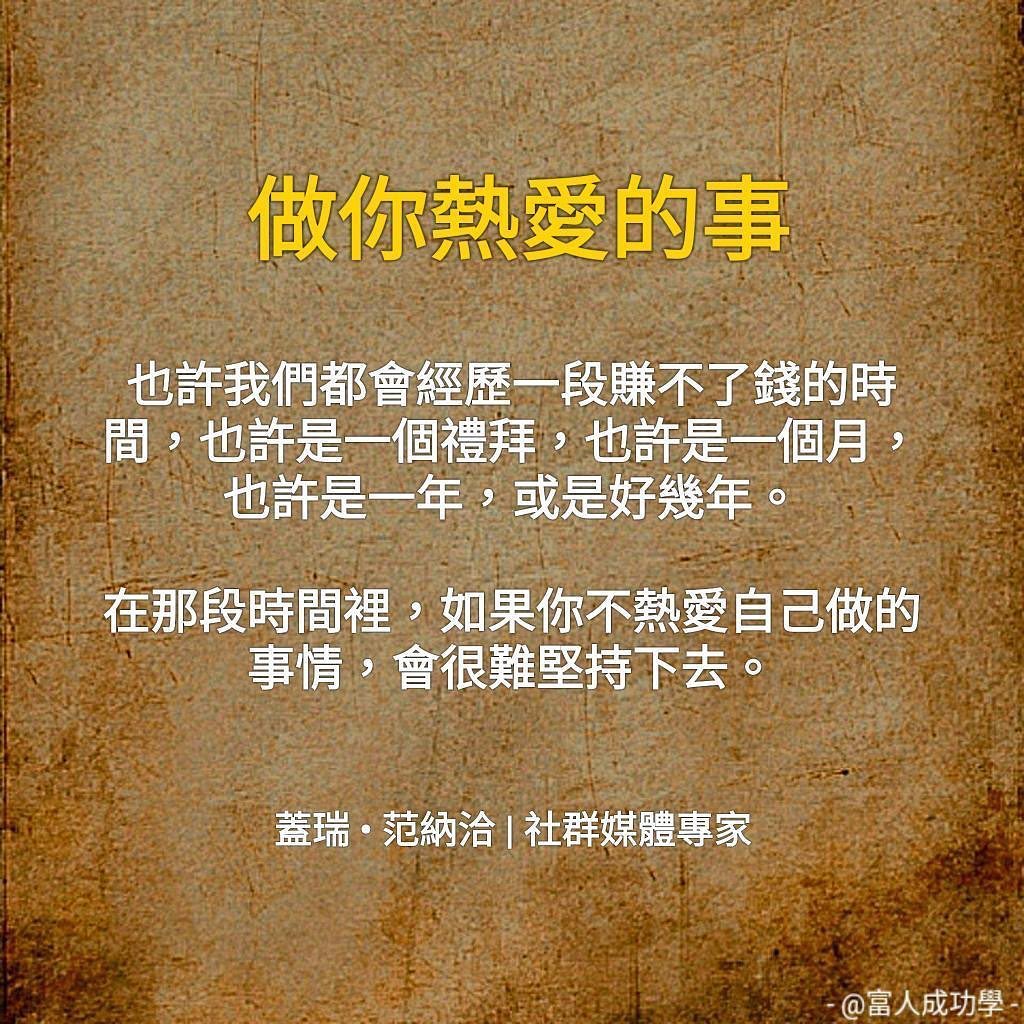 做你熱愛的事
也許我們都會經歷一段賺不了錢的時
間，也許是一個禮拜，也許是一個月，
也許是一年，或是好幾年。
在那段時間裡，如果你不熱愛自己做的
事情，會很難堅持下去。
蓋瑞•范納洽 | 社群媒體專家
- @富人成功學 -